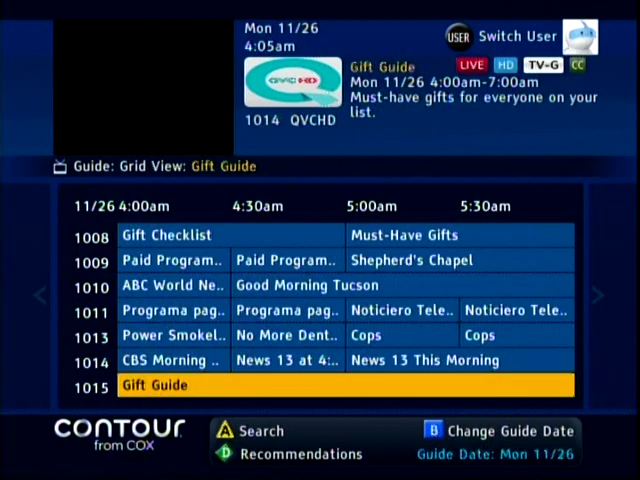 Mon 11/26
4:05am
USER Switch User
QVC HD
Gift Guide LIVE HD TV-G CC
Mon 11/26 4:00am-7:00am
Must-have gifts for everyone on your
list.
1014 QVCHD
Guide: Grid View: Gift Guide
11/26 4:00am 4:30am 5:00am 5:30am
1008 Gift Checklist Must-Have Gifts
1009 Paid Program.. Paid Program.. Shepherd's Chapel
1010 ABC World Ne.. Good Morning Tucson
1011 Programa pag.. Programa pag.. Noticiero Tele.. Noticiero Tele..
1013 Power Smokel.. No More Dent.. Cops Cops
1014 CBS Morning .. News 13 at 4:.. News 13 This Morning
1015 Gift Guide
contour
from COX
A Search
B Change Guide Date
D Recommendations
Guide Date: Mon 11/26